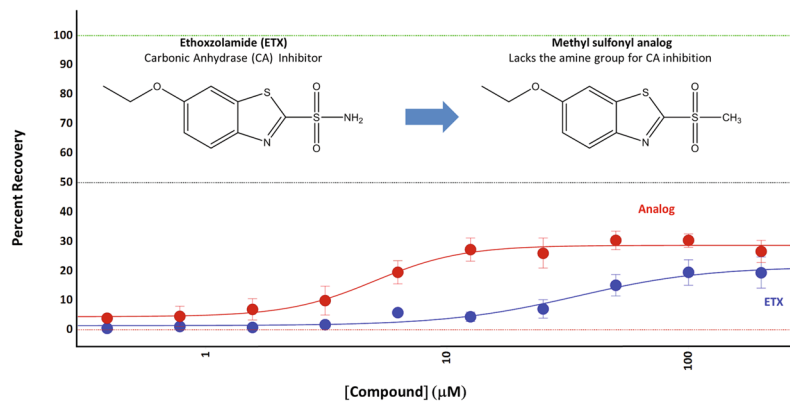 Ethoxzolamide (ETX)
Carbonic Anhydrase (CA) Inhibitor
Methyl sulfonyl analog
Lacks the amine group for CA inhibition
O
S
N
O
S
NH2
O
O
S
N
O
S
CH3
O
Percent Recovery
100
90
80
70
60
50
40
30
20
10
0
Analog
ETX
1
10
100
[Compound] (µM)